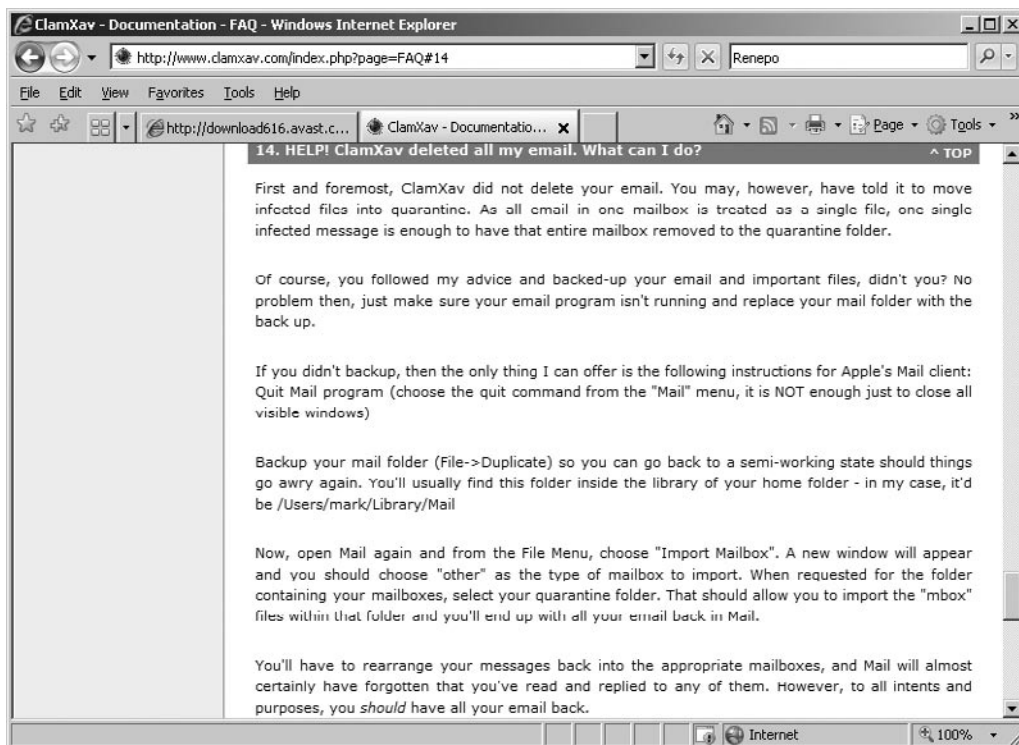 ClamXav - Documentation - FAQ - Windows Internet Explorer
http://www.clamxav.com/index.php?page=FAQ#14
Renepo
File Edit View Favorites Tools Help
http://download616.avast.c...
ClamXav - Documentatio...
Page
Tools
»
14. HELP! ClamXav deleted all my email. What can I do?
^ TOP
First and foremost, ClamXav did not delete your email. You may, however, have told it to move
infected files into quarantine. As all email in one mailbox is treated as a single file, one single
infected message is enough to have that entire mailbox removed to the quarantine folder.
Of course, you followed my advice and backed-up your email and important files, didn't you? No
problem then, just make sure your email program isn't running and replace your mail folder with the
back up.
If you didn't backup, then the only thing I can offer is the following instructions for Apple's Mail client:
Quit Mail program (choose the quit command from the "Mail" menu, it is NOT enough just to close all
visible windows)
Backup your mail folder (File->Duplicate) so you can go back to a semi-working state should things
go awry again. You'll usually find this folder inside the library of your home folder - in my case, it'd
be /Users/mark/Library/Mail
Now, open Mail again and from the File Menu, choose "Import Mailbox". A new window will appear
and you should choose "other" as the type of mailbox to import. When requested for the folder
containing your mailboxes, select your quarantine folder. That should allow you to import the "mbox"
files within that folder and you'll end up with all your email back in Mail.
You'll have to rearrange your messages back into the appropriate mailboxes, and Mail will almost
certainly have forgotten that you've read and replied to any of them. However, to all intents and
purposes, you should have all your email back.
Internet
100%